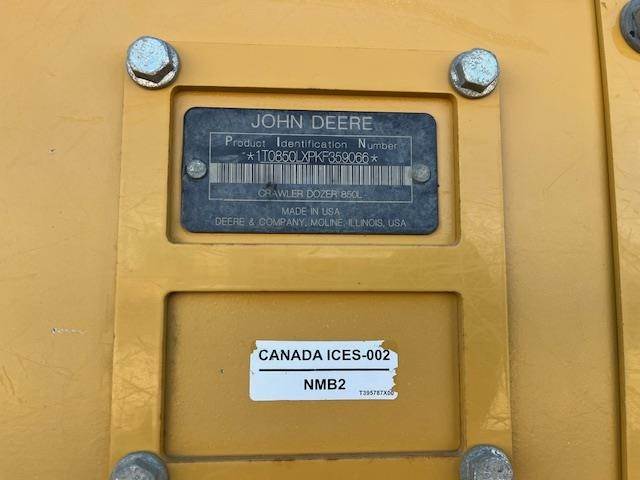 JOHN DEERE
Product Identification Number
*1T0850LXPKF359066*
CRAWLER DOZER 850L
MADE IN USA
DEERE & COMPANY, MOLINE, ILLINOIS, USA
CANADA ICES-002
NMB2
T395787X00